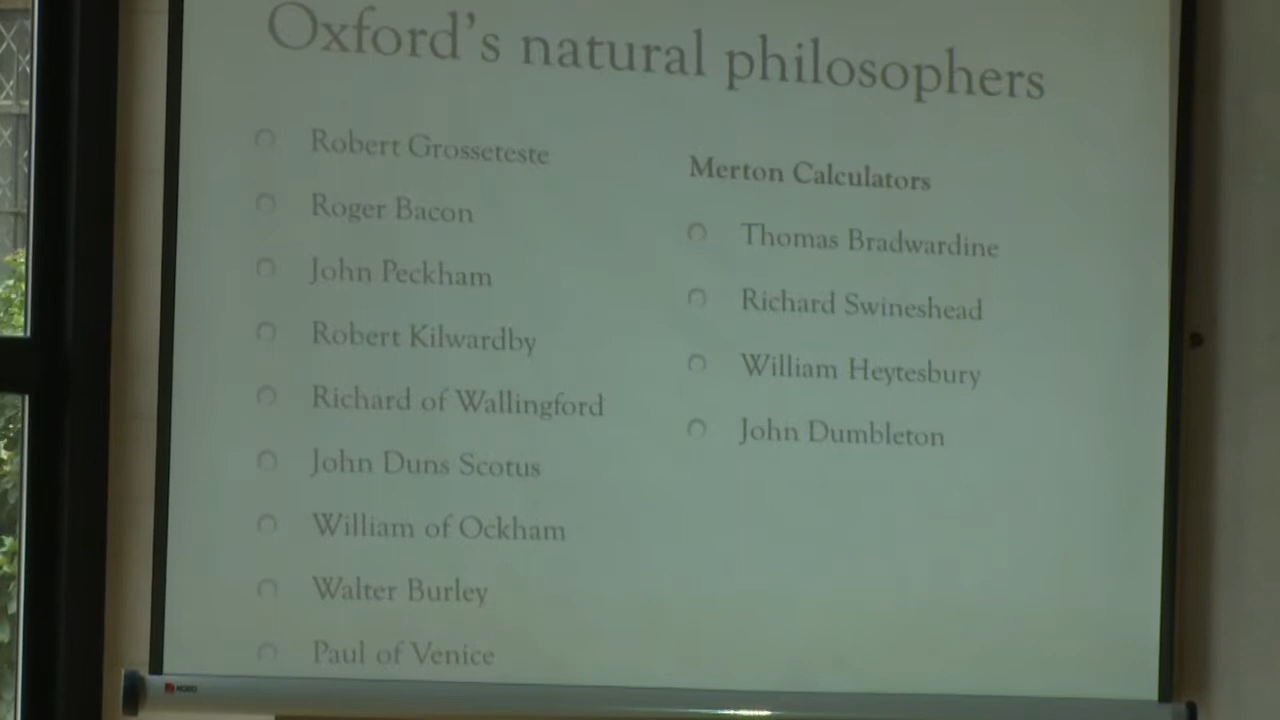 Oxford's natural philosophers
Robert Grosseteste
Roger Bacon
John Peckham
Robert Kilwardby
Richard of Wallingford
John Duns Scotus
William of Ockham
Walter Burley
Paul of Venice
Merton Calculators
Thomas Bradwardine
Richard Swineshead
William Heytesbury
John Dumbleton